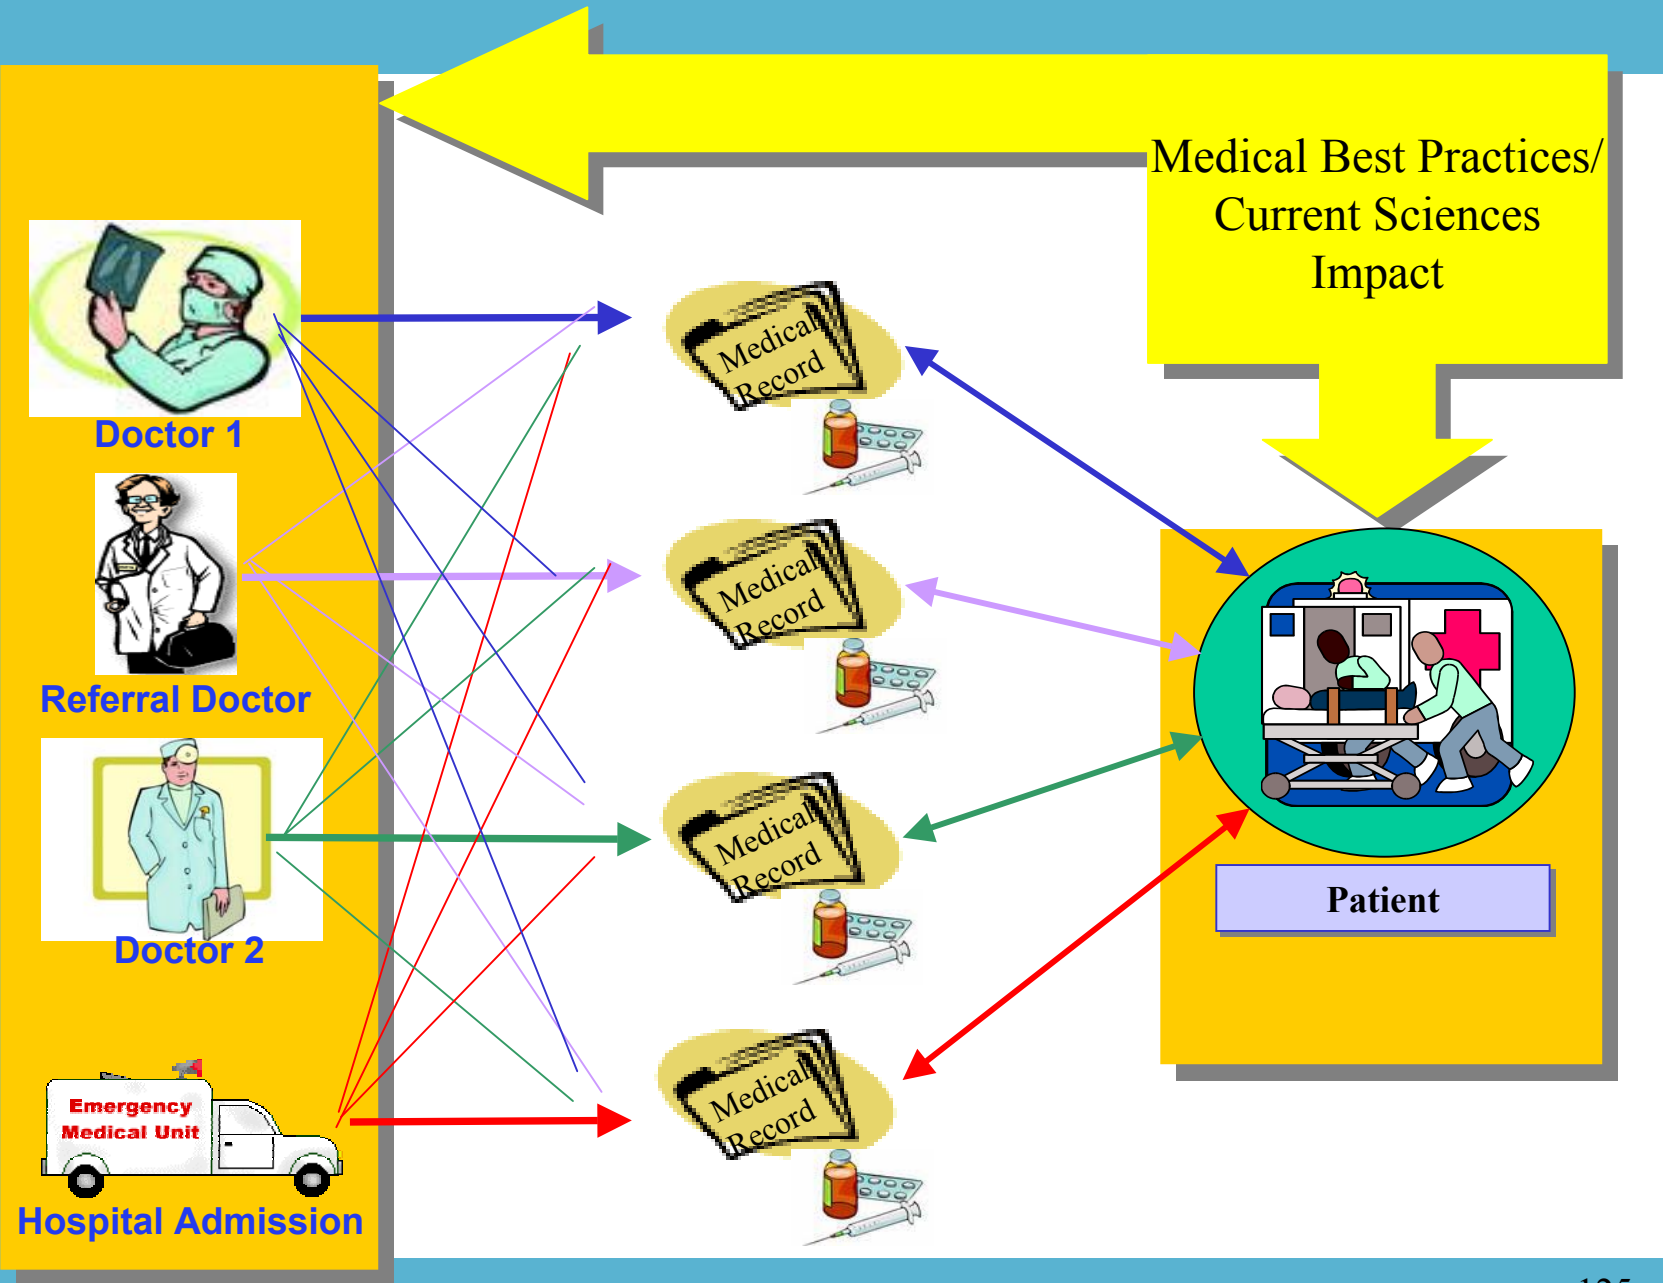 Medical Best Practices/
Current Sciences
Impact
Doctor 1
Referral Doctor
Doctor 2
Emergency
Medical Unit
Hospital Admission
Medical
Record
Medical
Record
Medical
Record
Medical
Record
Patient